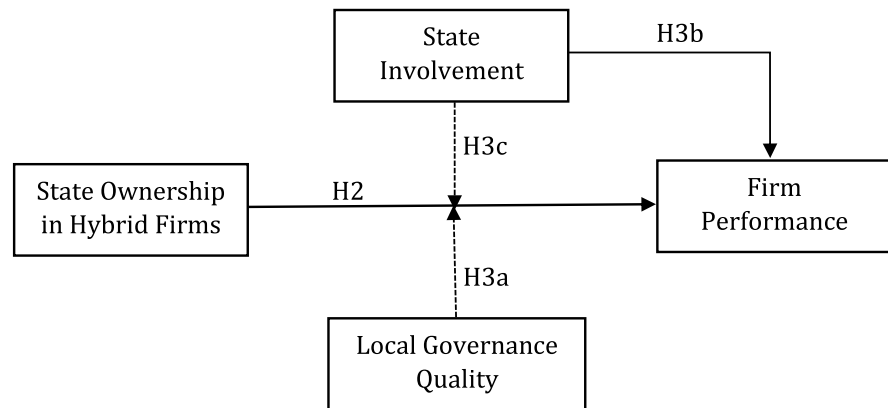 State
Involvement
H3b
H3c
State Ownership
in Hybrid Firms
H2
Firm
Performance
H3a
Local Governance
Quality